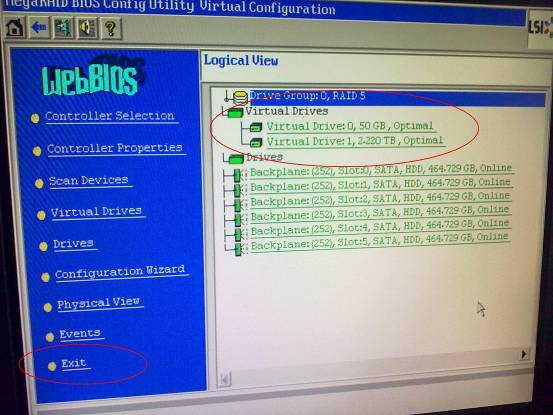 MegaRAID BIOS Config Utility Virtual Configuration
LSI
WebBIOS
Controller Selection
Controller Properties
Scan Devices
Virtual Drives
Drives
Configuration Wizard
Physical View
Events
Exit
Logical View
Drive Group: 0, RAID 5
Virtual Drives
Virtual Drive: 0, 50 GB , Optimal
Virtual Drive: 1, 2.220 TB , Optimal
Drives
Backplane: (252), Slot:0, SATA, HDD, 464.729 GB, Online
Backplane: (252), Slot:1, SATA, HDD, 464.729 GB, Online
Backplane: (252), Slot:2, SATA, HDD, 464.729 GB, Online
Backplane: (252), Slot:3, SATA, HDD, 464.729 GB, Online
Backplane: (252), Slot:4, SATA, HDD, 464.729 GB, Online
Backplane: (252), Slot:5, SATA, HDD, 464.729 GB, Online